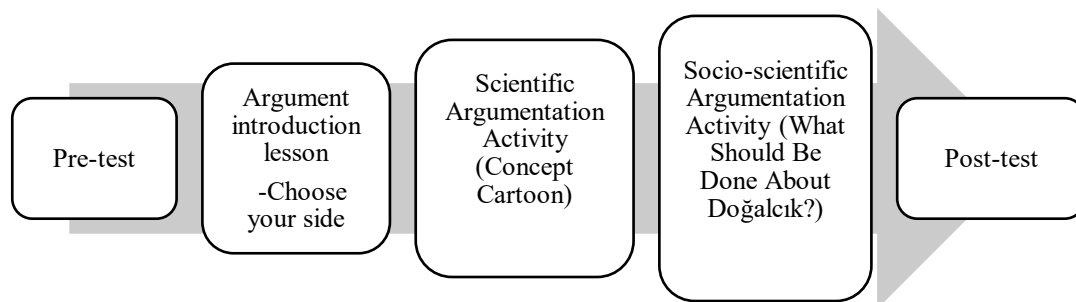 Pre-test
Argument
introduction
lesson
-Choose
your side
Scientific
Argumentation
Activity
(Concept
Cartoon)
Socio-scientific
Argumentation
Activity (What
Should Be
Done About
Doğalcık?)
Post-test